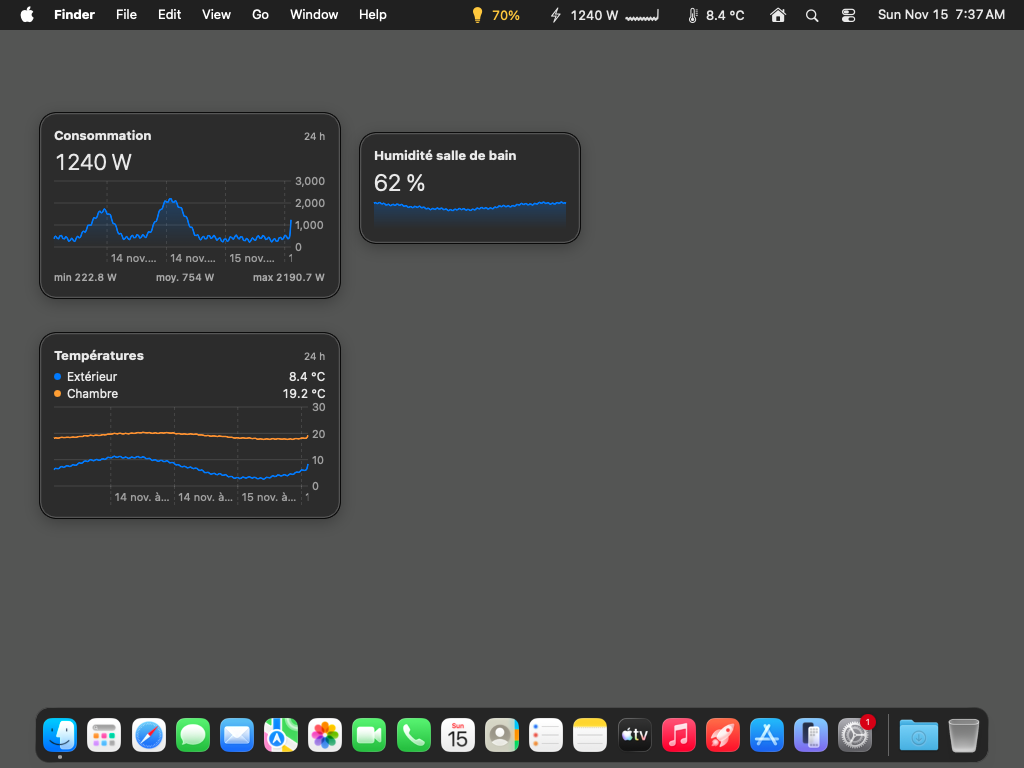 Finder File Edit View Go Window Help 70% 1240 W 8.4 °C Sun Nov 15 7:37 AM
Consommation 24 h
1240 W
3,000
2,000
1,000
0
14 nov.... 14 nov.... 15 nov.... 1
min 222.8 W moy. 754 W max 2190.7 W
Humidité salle de bain
62 %
Températures 24 h
Extérieur 8.4 °C
Chambre 19.2 °C
30
20
10
0
14 nov. à... 14 nov. à... 15 nov. à... 1
Sun
15
tv
1